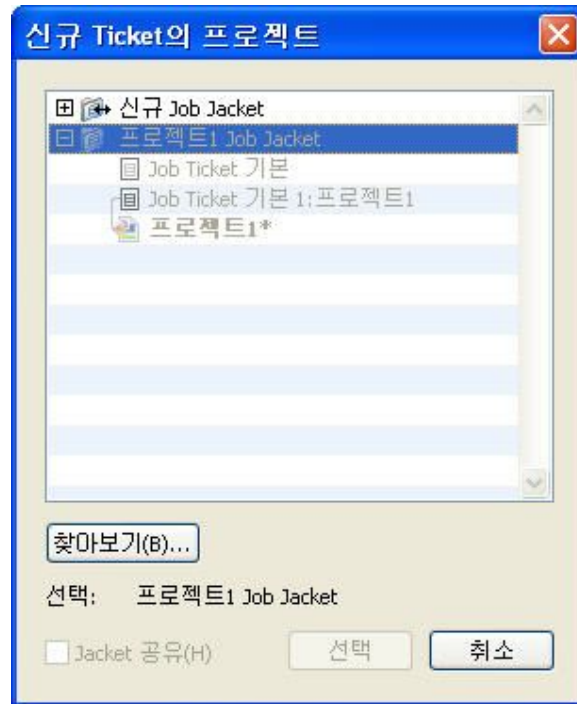 신규 Ticket의 프로젝트
신규 Job Jacket
프로젝트1 Job Jacket
Job Ticket 기본
Job Ticket 기본 1:프로젝트1
프로젝트1*
찾아보기(B)...
선택: 프로젝트1 Job Jacket
Jacket 공유(H) 선택 취소